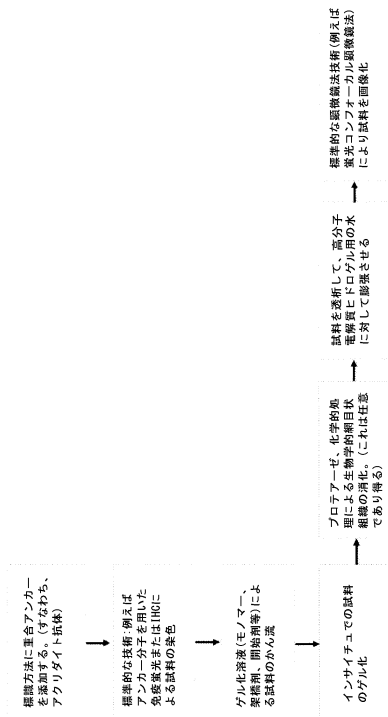 標識方法に重合アンカー
を添加する。(すなわち、
アクリダイト抗体)
標準的な技術:例えば
アンカー分子を用いた
免疫蛍光またはIHCに
よる試料の染色
ゲル化溶液(モノマー、
架橋剤、開始剤等)によ
る試料のかん流
インサイチュでの試料
のゲル化
プロテアーゼ、化学的処
理による生物学的網目状
組織の消化。(これは任意
であり得る)
試料を透析して、高分子
電解質ヒドロゲル用の水
に対して膨張させる
標準的な顕微鏡法技術(例えば
蛍光コンフォーカル顕微鏡法)
により試料を画像化